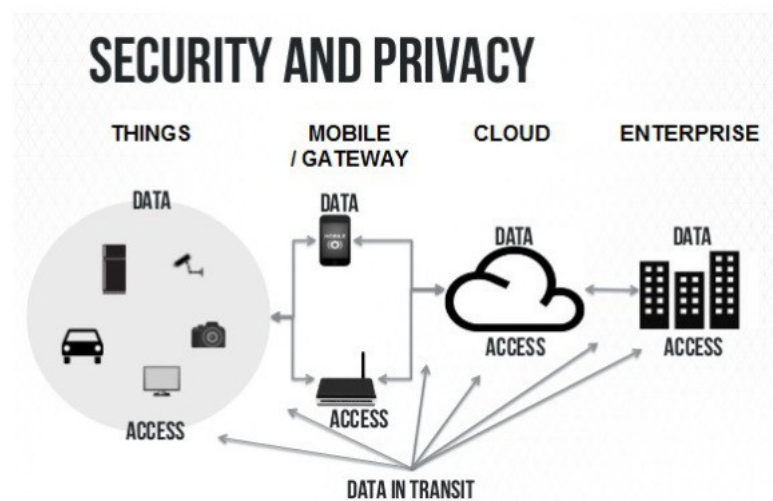 SECURITY AND PRIVACY
THINGS
MOBILE
/ GATEWAY
CLOUD
ENTERPRISE
DATA
DATA
MOBILE
DATA
DATA
ACCESS
ACCESS
ACCESS
ACCESS
DATA IN TRANSIT